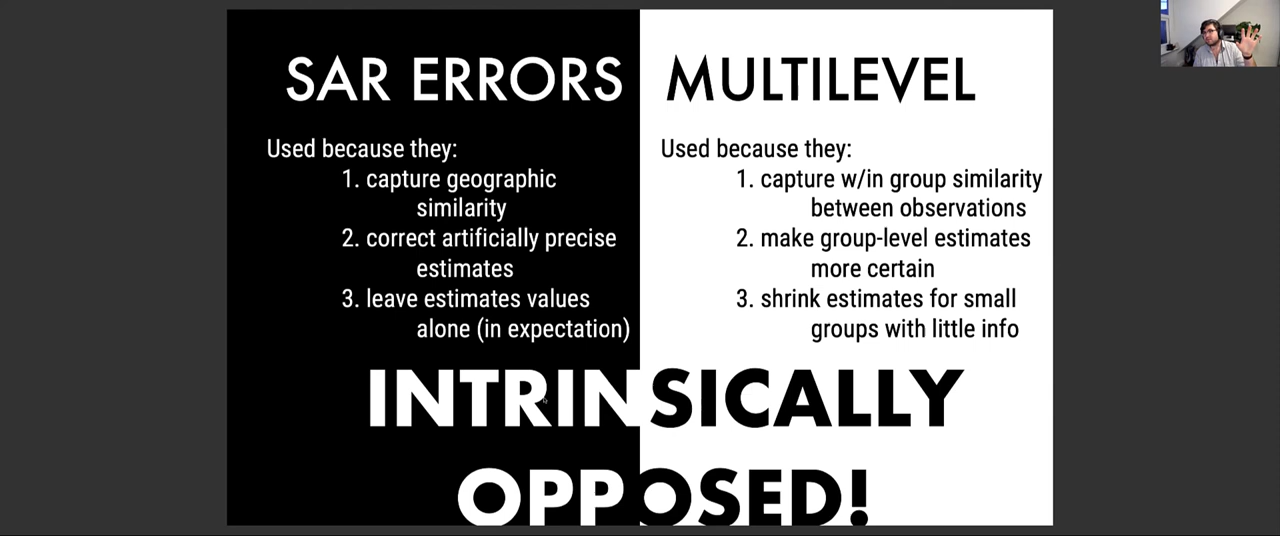 SAR ERRORS
Used because they:
1. capture geographic
similarity
2. correct artificially precise
estimates
3. leave estimates values
alone (in expectation)
MULTILEVEL
Used because they:
1. capture w/in group similarity
between observations
2. make group-level estimates
more certain
3. shrink estimates for small
groups with little info
INTRINSICALLY
OPPOSED!